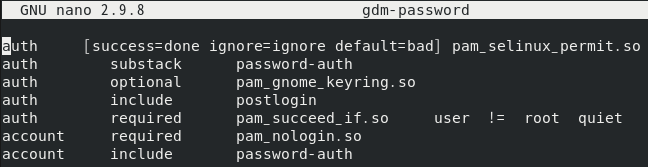 GNU nano 2.9.8 gdm-password
auth [success=done ignore=ignore default=bad] pam_selinux_permit.so
auth substack password-auth
auth optional pam_gnome_keyring.so
auth include postlogin
auth required pam_succeed_if.so user != root quiet
account required pam_nologin.so
account include password-auth